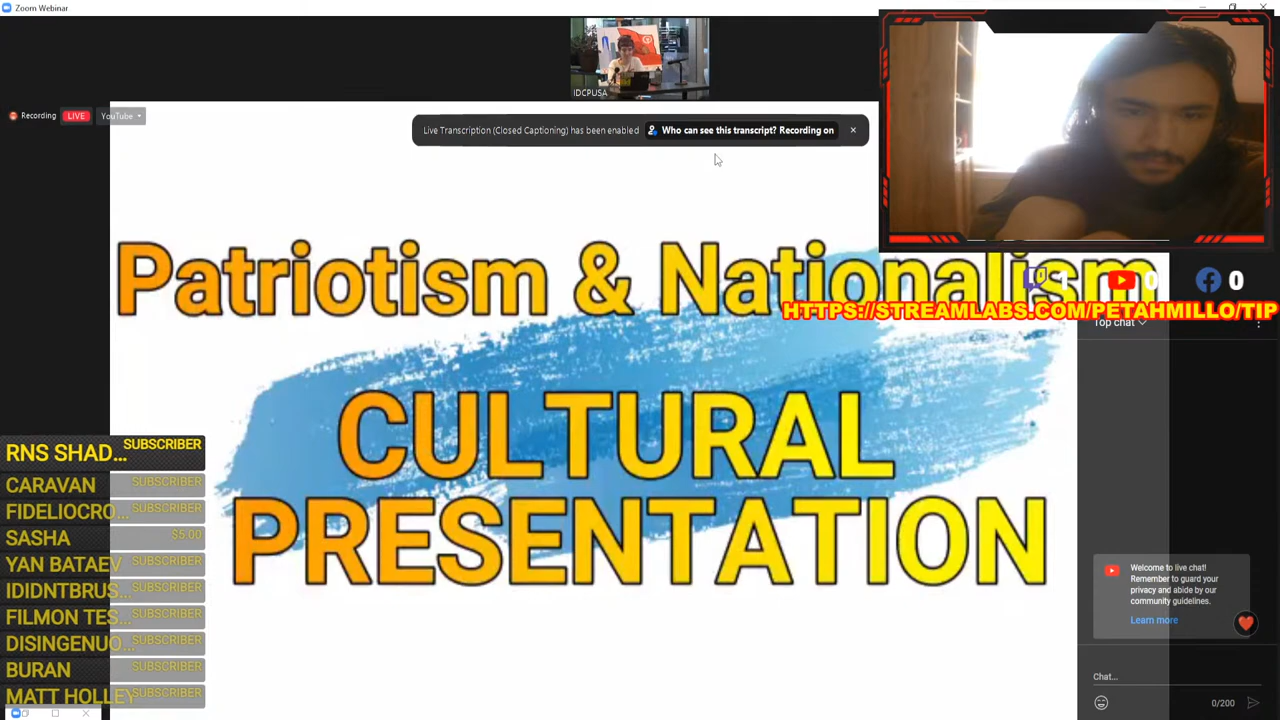 Zoom Webinar
IDCPUSA
Recording
LIVE
YouTube
Live Transcription (Closed Captioning) has been enabled
Who can see this transcript? Recording on
Patriotism & Nationalism
1
0
0
HTTPS://STREAMLABS.COM/PETAHMILLO/TIP
Top chat
CULTURAL
PRESENTATION
RNS SHAD... SUBSCRIBER
CARAVAN SUBSCRIBER
FIDELIOCRO... SUBSCRIBER
SASHA $5.00
YAN BATAEV SUBSCRIBER
IDIDNTBRUS... SUBSCRIBER
FILMON TES... SUBSCRIBER
DISINGENUO... SUBSCRIBER
BURAN SUBSCRIBER
MATT HOLLEY SUBSCRIBER
Welcome to live chat!
Remember to guard your
privacy and abide by our
community guidelines.
Learn more
Chat...
0/200